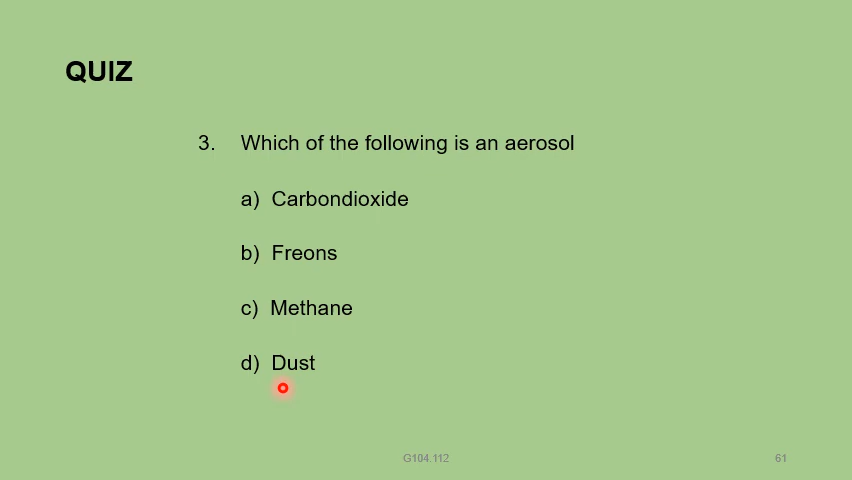 QUIZ
3. Which of the following is an aerosol
a) Carbondioxide
b) Freons
c) Methane
d) Dust
G104.112
61